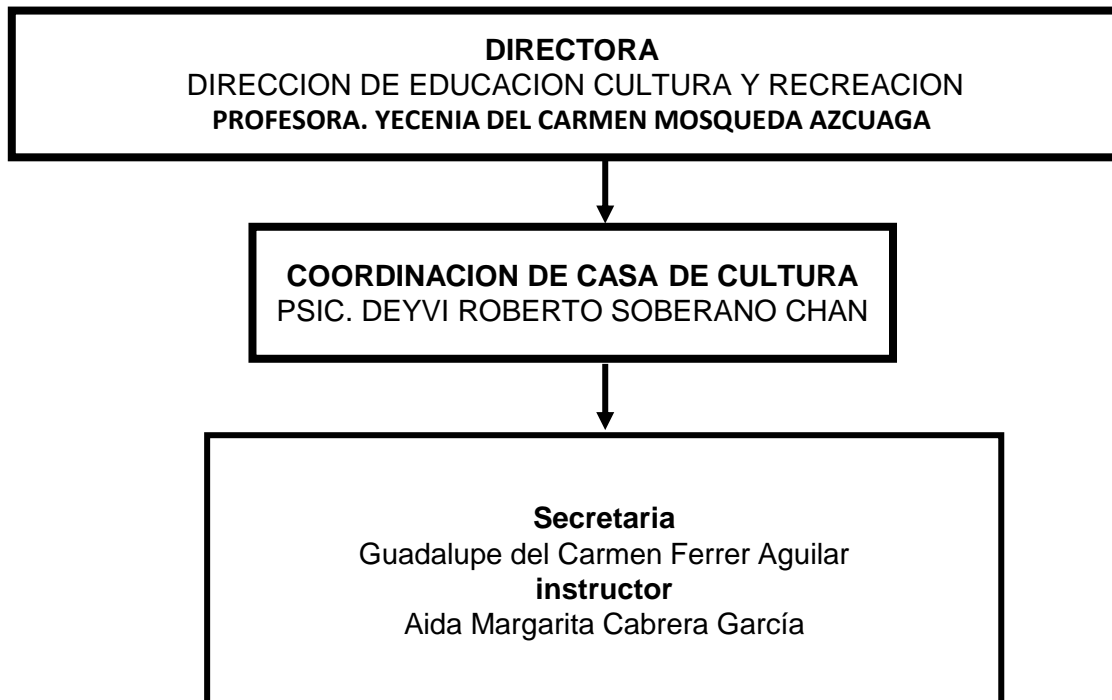 DIRECTORA
DIRECCION DE EDUCACION CULTURA Y RECREACION
PROFESORA. YECENIA DEL CARMEN MOSQUEDA AZCUAGA
COORDINACION DE CASA DE CULTURA
PSIC. DEYVI ROBERTO SOBERANO CHAN
Secretaria
Guadalupe del Carmen Ferrer Aguilar
instructor
Aida Margarita Cabrera García